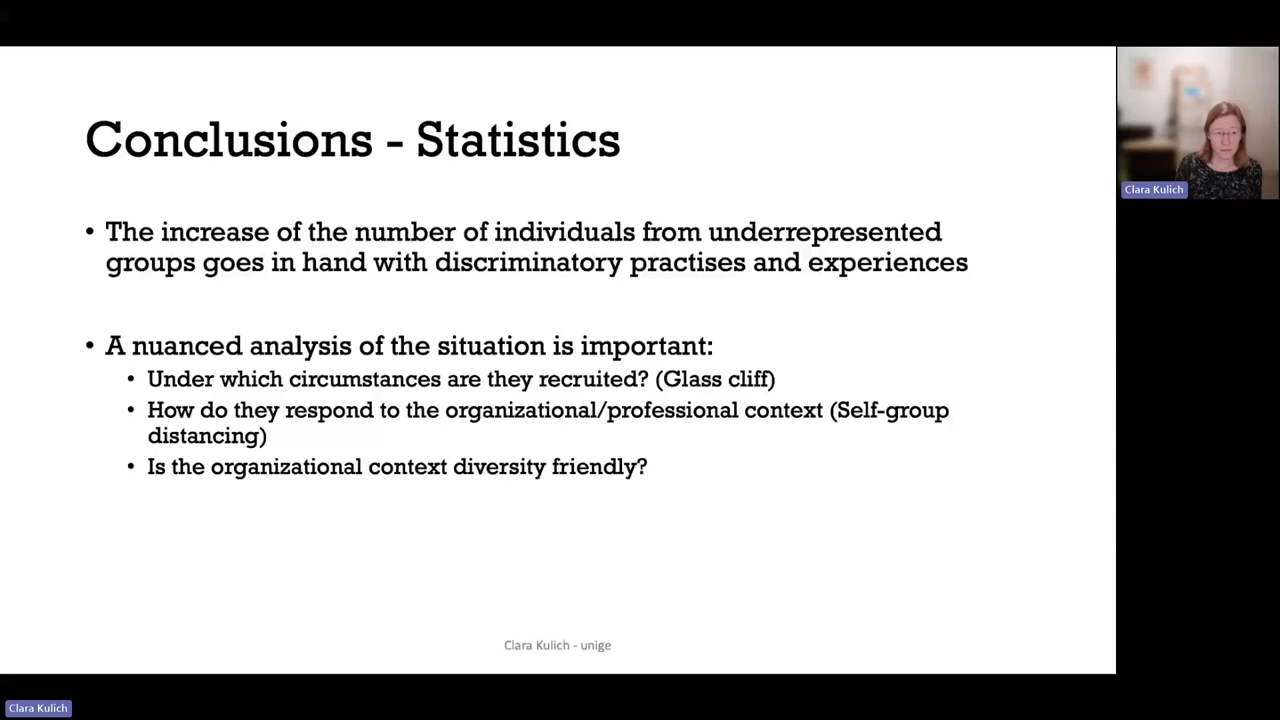 Conclusions - Statistics
• The increase of the number of individuals from underrepresented
groups goes in hand with discriminatory practises and experiences
• A nuanced analysis of the situation is important:
• Under which circumstances are they recruited? (Glass cliff)
• How do they respond to the organizational/professional context (Self-group
distancing)
• Is the organizational context diversity friendly?
Clara Kulich - unige
Clara Kulich
Clara Kulich